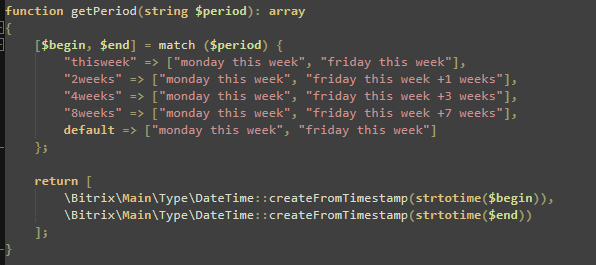 function getPeriod(string $period): array
{
    [$begin, $end] = match ($period) {
        "thisweek" => ["monday this week", "friday this week"],
        "2weeks" => ["monday this week", "friday this week +1 weeks"],
        "4weeks" => ["monday this week", "friday this week +3 weeks"],
        "8weeks" => ["monday this week", "friday this week +7 weeks"],
        default => ["monday this week", "friday this week"]
    };
    return [
        \Bitrix\Main\Type\DateTime::createFromTimestamp(strtotime($begin)),
        \Bitrix\Main\Type\DateTime::createFromTimestamp(strtotime($end))
    ];
}